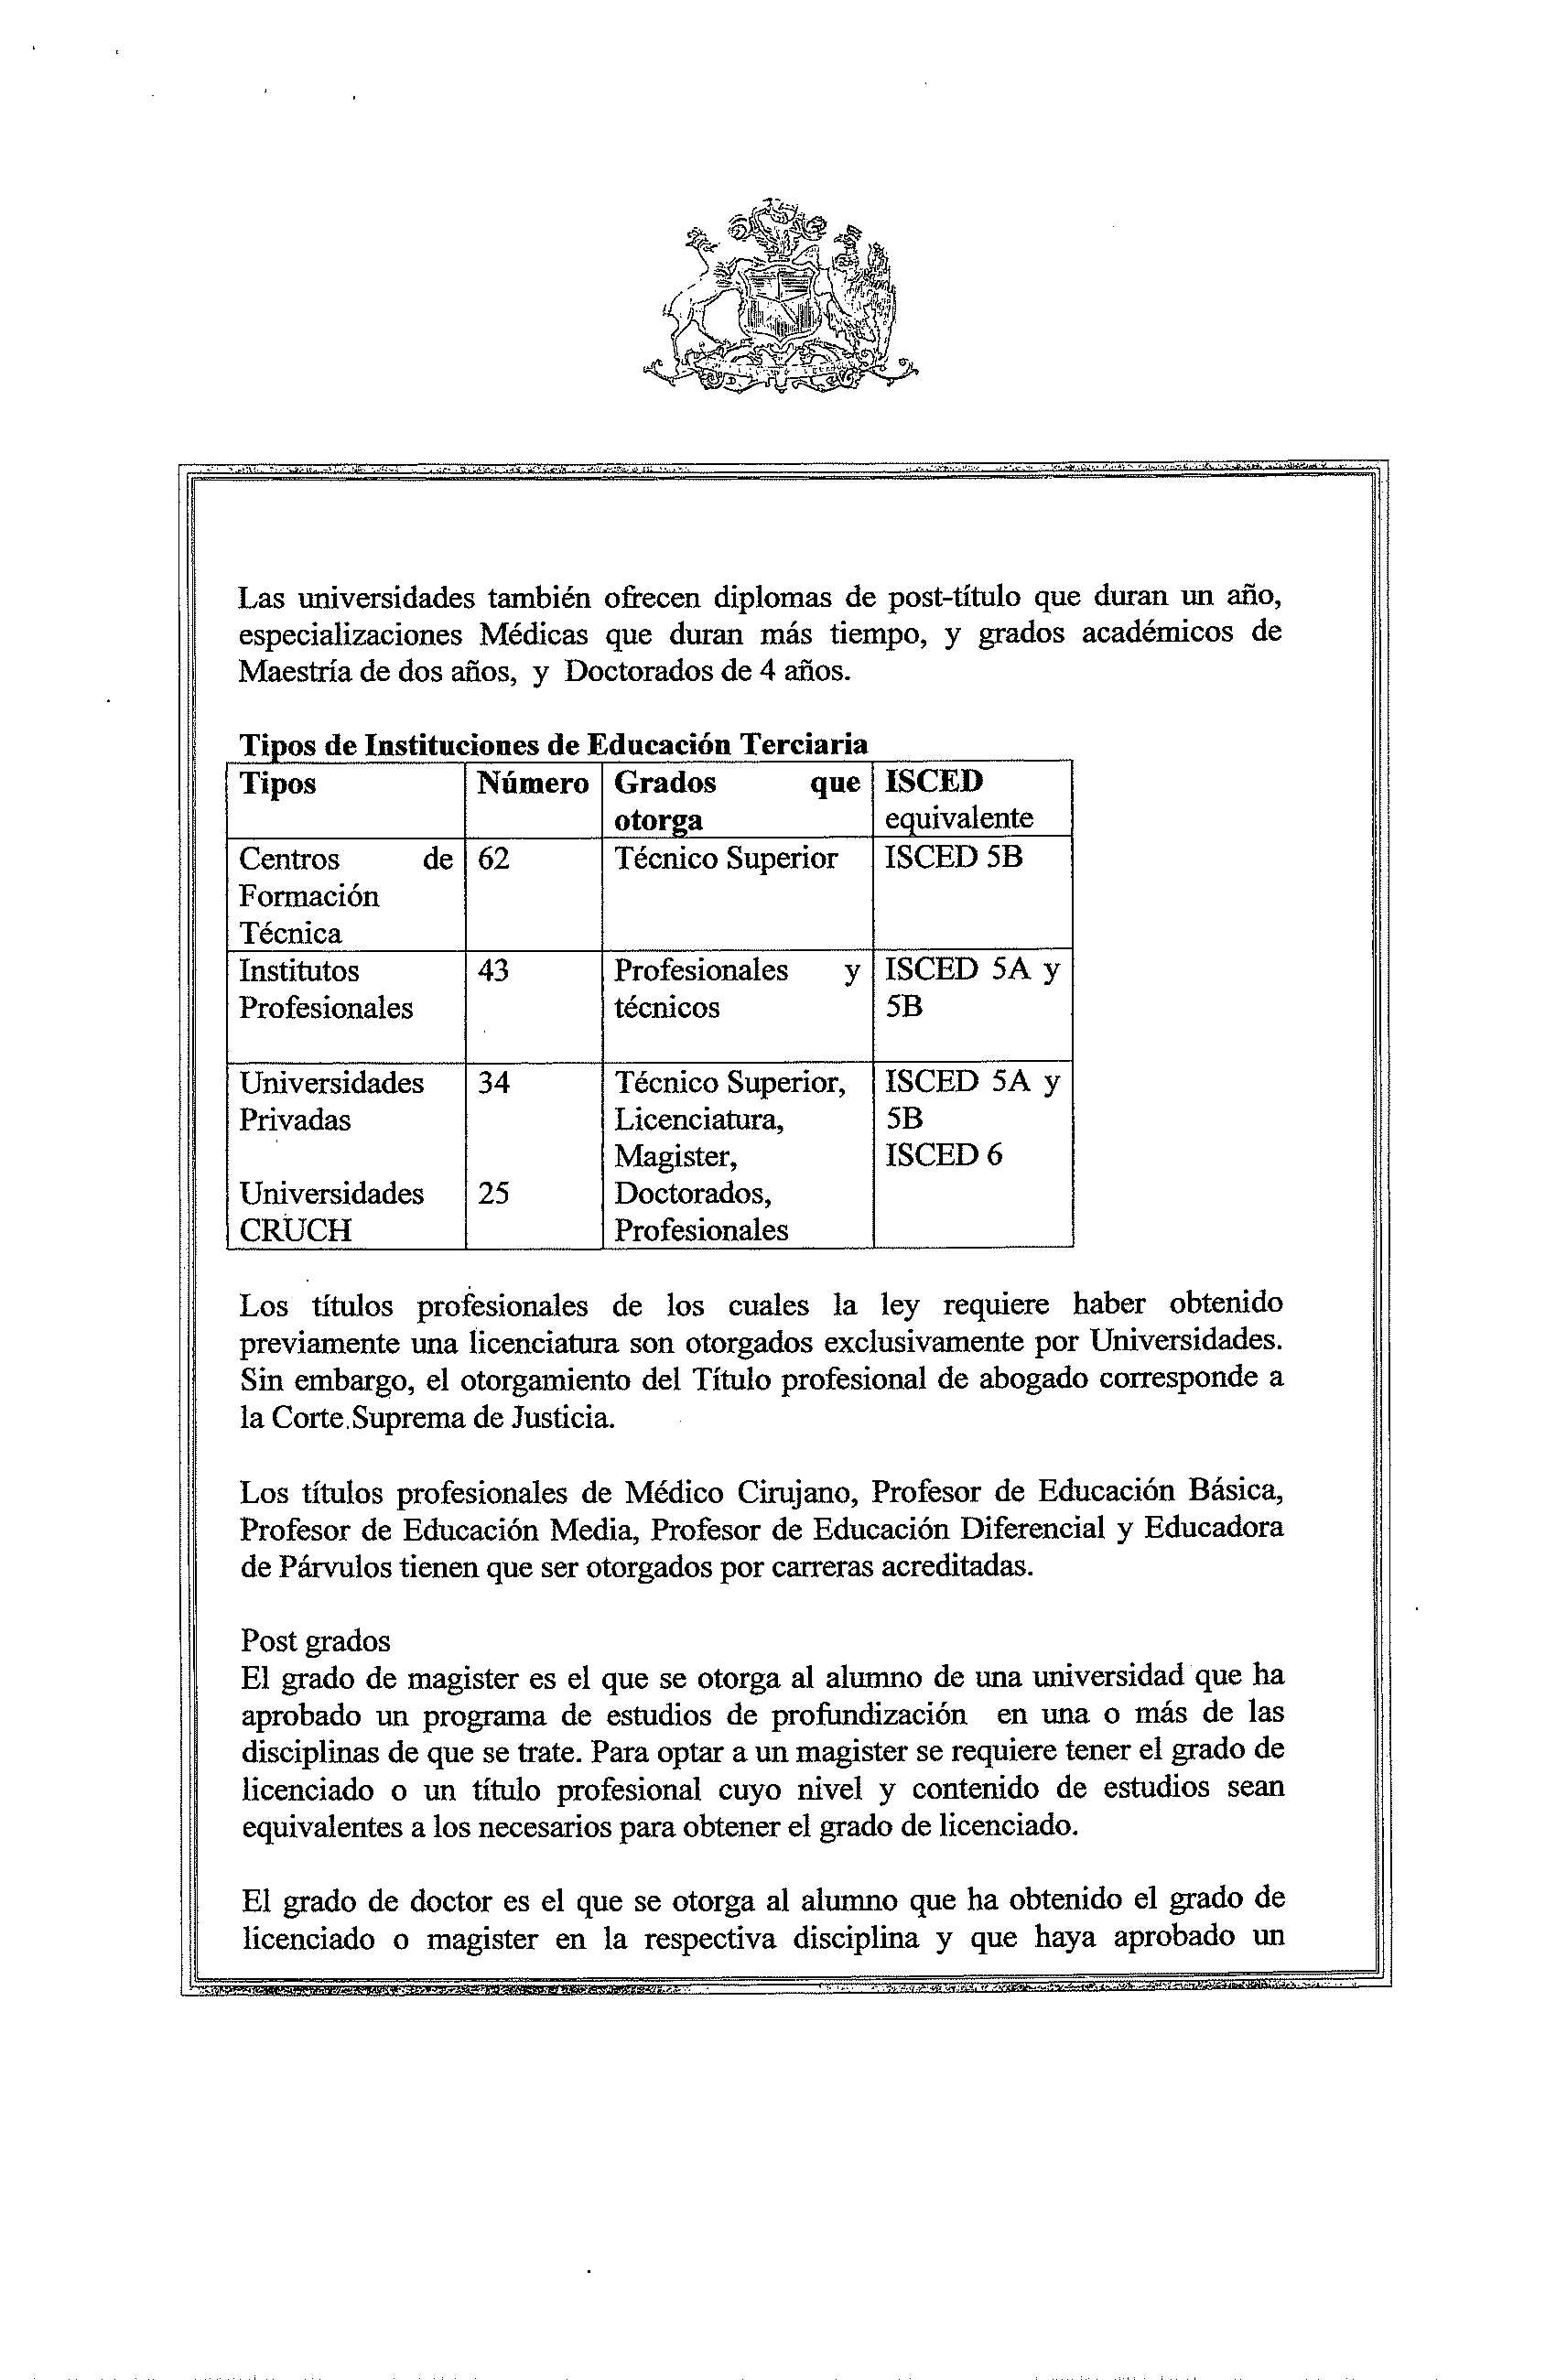 Las universidades también ofrecen diplomas de post-título que duran un año,
especializaciones Médicas que duran más tiempo, y grados académicos de
Maestría de dos años, y Doctorados de 4 años.
Tipos de Instituciones de Educación Terciaria
Tipos Número Grados que otorga ISCED equivalente
Centros de Formación Técnica 62 Técnico Superior ISCED 5B
Institutos Profesionales 43 Profesionales y técnicos ISCED 5A y 5B
Universidades Privadas 34 Técnico Superior, Licenciatura, Magister, ISCED 5A y 5B ISCED 6
Universidades CRUCH 25 Doctorados, Profesionales
Los títulos profesionales de los cuales la ley requiere haber obtenido
previamente una licenciatura son otorgados exclusivamente por Universidades.
Sin embargo, el otorgamiento del Título profesional de abogado corresponde a
la Corte Suprema de Justicia.
Los títulos profesionales de Médico Cirujano, Profesor de Educación Básica,
Profesor de Educación Media, Profesor de Educación Diferencial y Educadora
de Párvulos tienen que ser otorgados por carreras acreditadas.
Post grados
El grado de magister es el que se otorga al alumno de una universidad que ha
aprobado un programa de estudios de profundización en una o más de las
disciplinas de que se trate. Para optar a un magister se requiere tener el grado de
licenciado o un título profesional cuyo nivel y contenido de estudios sean
equivalentes a los necesarios para obtener el grado de licenciado.
El grado de doctor es el que se otorga al alumno que ha obtenido el grado de
licenciado o magister en la respectiva disciplina y que haya aprobado un